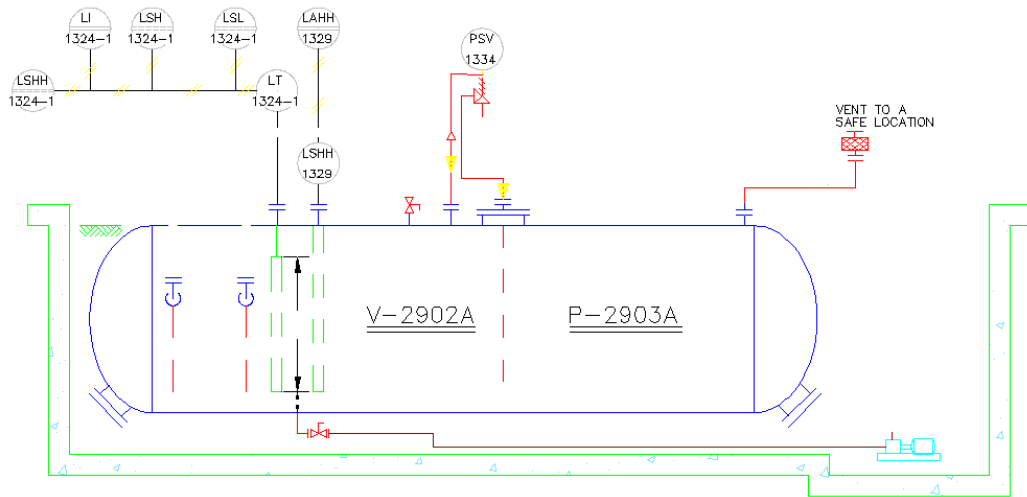 LI
1324-1
LSH
1324-1
LSL
1324-1
LAHH
1329
PSV
1334
LSHH
1324-1
LT
1324-1
VENT TO A
SAFE LOCATION
LSHH
1329
V-2902A
P-2903A